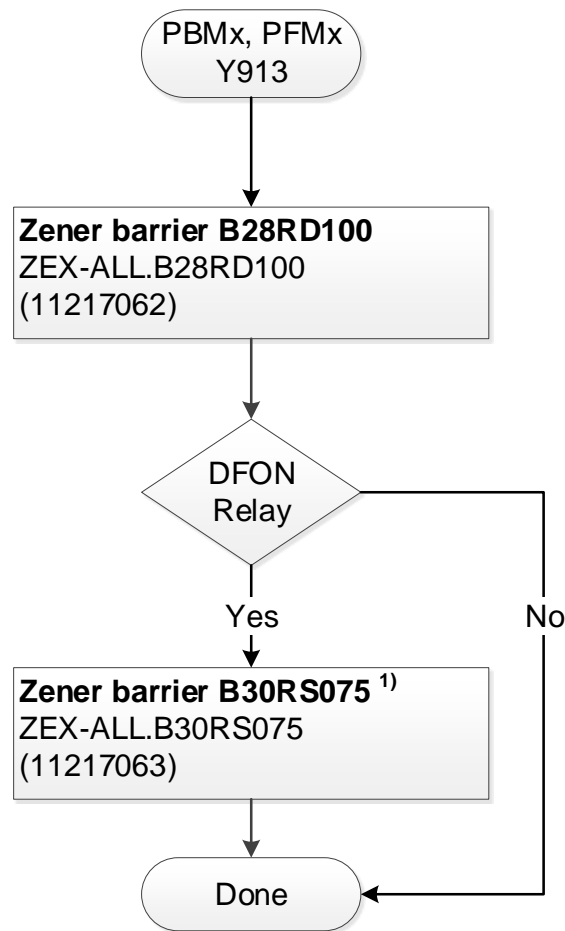 PBMx, PFMx
Y913
Zener barrier B28RD100
ZEX-ALL.B28RD100
(11217062)
DFON
Relay
Yes
No
Zener barrier B30RS075 1)
ZEX-ALL.B30RS075
(11217063)
Done